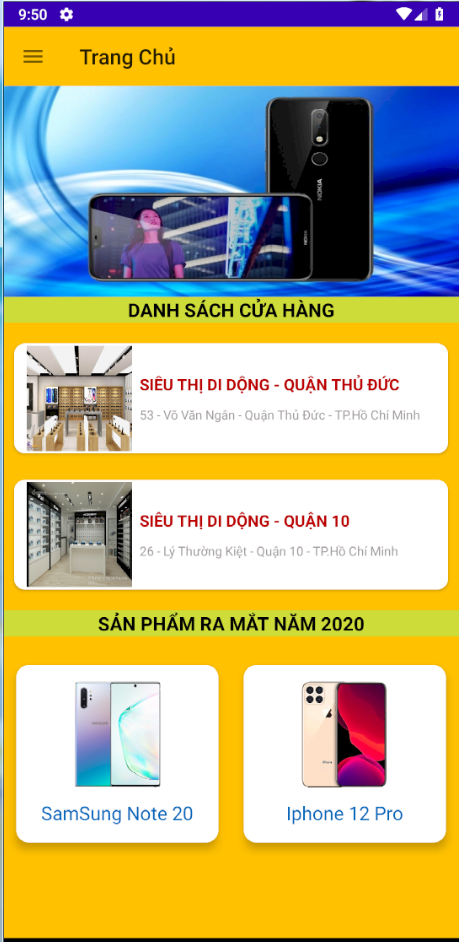 9:50
Trang Chủ
NOKIA
NOKIA
DANH SÁCH CỬA HÀNG
SIÊU THỊ DI DỘNG - QUẬN THỦ ĐỨC
53 - Võ Văn Ngân - Quận Thủ Đức - TP.Hồ Chí Minh
SIÊU THỊ DI DỘNG - QUẬN 10
26 - Lý Thường Kiệt - Quận 10 - TP.Hồ Chí Minh
SẢN PHẨM RA MẮT NĂM 2020
SamSung Note 20
Iphone 12 Pro